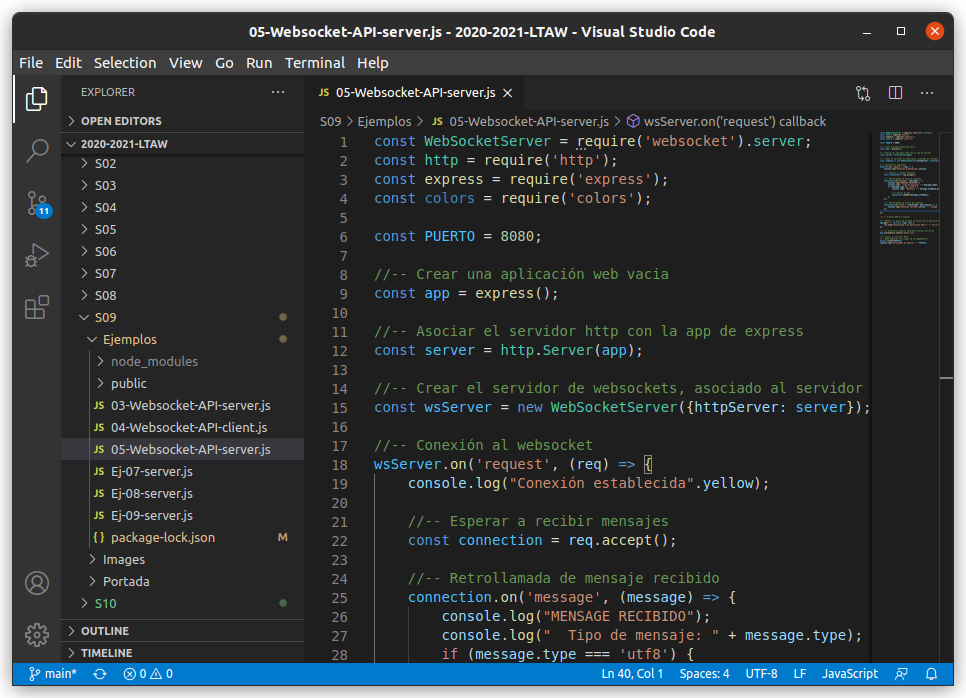 05-Websocket-API-server.js - 2020-2021-LTAW - Visual Studio Code
File Edit Selection View Go Run Terminal Help
EXPLORER
OPEN EDITORS
2020-2021-LTAW
S02
S03
S04
S05
S06
S07
S08
S09
Ejemplos
node_modules
public
JS 03-Websocket-API-server.js
JS 04-Websocket-API-client.js
JS 05-Websocket-API-server.js
JS Ej-07-server.js
JS Ej-08-server.js
JS Ej-09-server.js
{} package-lock.json M
Images
Portada
S10
OUTLINE
TIMELINE
11
JS 05-Websocket-API-server.js
S09 > Ejemplos > JS 05-Websocket-API-server.js > wsServer.on('request') callback
1 const WebSocketServer = require('websocket').server;
2 const http = require('http');
3 const express = require('express');
4 const colors = require('colors');
5
6 const PUERTO = 8080;
7
8 //-- Crear una aplicación web vacia
9 const app = express();
10
11 //-- Asociar el servidor http con la app de express
12 const server = http.Server(app);
13
14 //-- Crear el servidor de websockets, asociado al servidor
15 const wsServer = new WebSocketServer({httpServer: server});
16
17 //-- Conexión al websocket
18 wsServer.on('request', (req) => {
19 console.log("Conexión establecida".yellow);
20
21 //-- Esperar a recibir mensajes
22 const connection = req.accept();
23
24 //-- Retrollamada de mensaje recibido
25 connection.on('message', (message) => {
26 console.log("MENSAGE RECIBIDO");
27 console.log("  Tipo de mensaje: " + message.type);
28 if (message.type === 'utf8') {
main* 0 0 Ln 40, Col 1 Spaces: 4 UTF-8 LF JavaScript